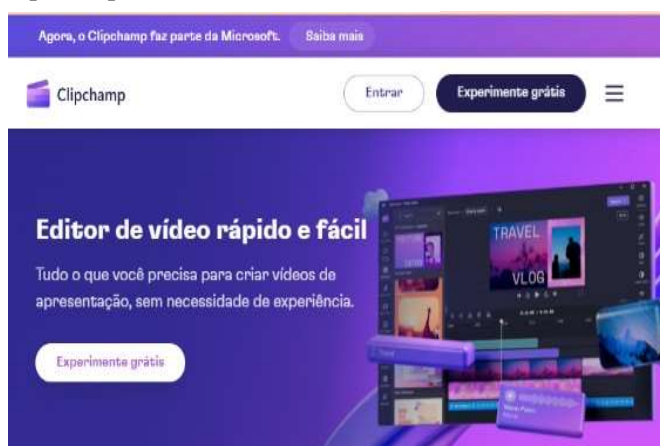 Agora, o Clipchamp faz parte da Microsoft. Saiba mais
Clipchamp Entrar Experimente grátis
Editor de vídeo rápido e fácil
Tudo o que você precisa para criar vídeos de
apresentação, sem necessidade de experiência.
Experimente grátis
TRAVEL
VLOG
Travel